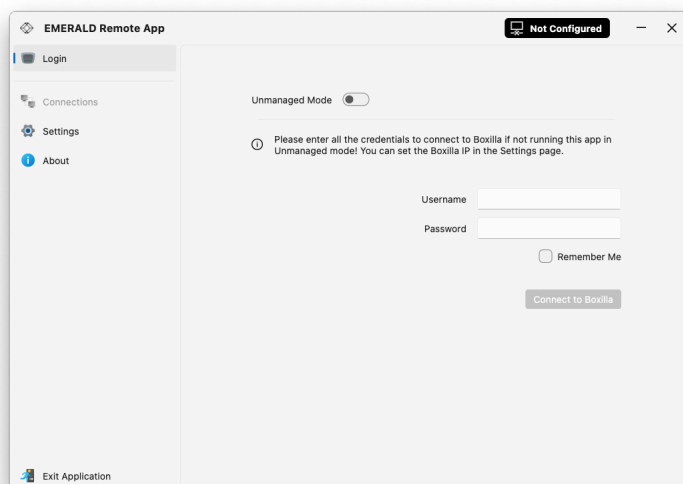 EMERALD Remote App
Not Configured
Login
Connections
Settings
About
Unmanaged Mode
Please enter all the credentials to connect to Boxilla if not running this app in
Unmanaged mode! You can set the Boxilla IP in the Settings page.
Username
Password
Remember Me
Connect to Boxilla
Exit Application